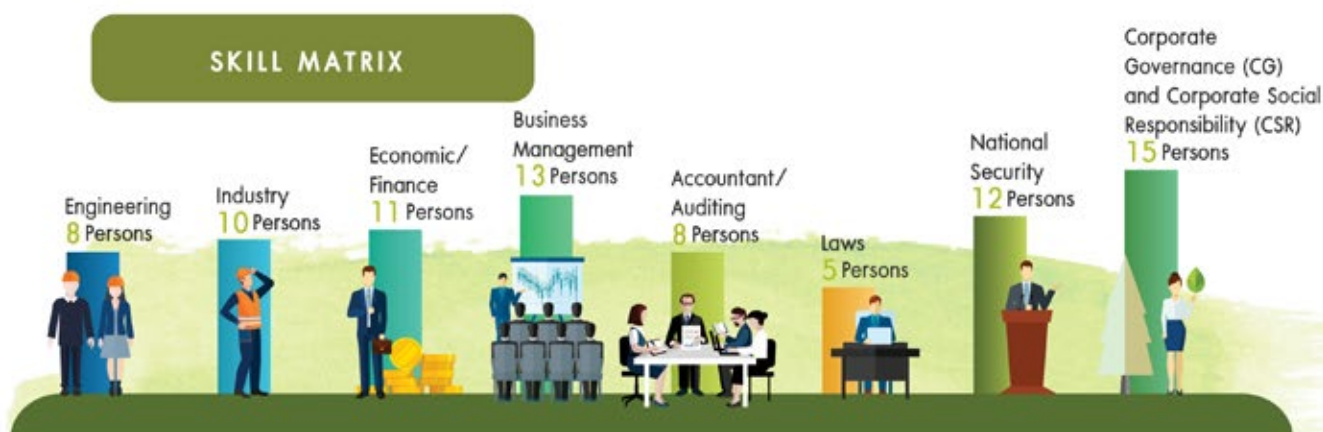 SKILL MATRIX
Engineering
8 Persons
Industry
10 Persons
Economic/
Finance
11 Persons
Business
Management
13 Persons
Accountant/
Auditing
8 Persons
Laws
5 Persons
National
Security
12 Persons
Corporate
Governance (CG)
and Corporate Social
Responsibility (CSR)
15 Persons